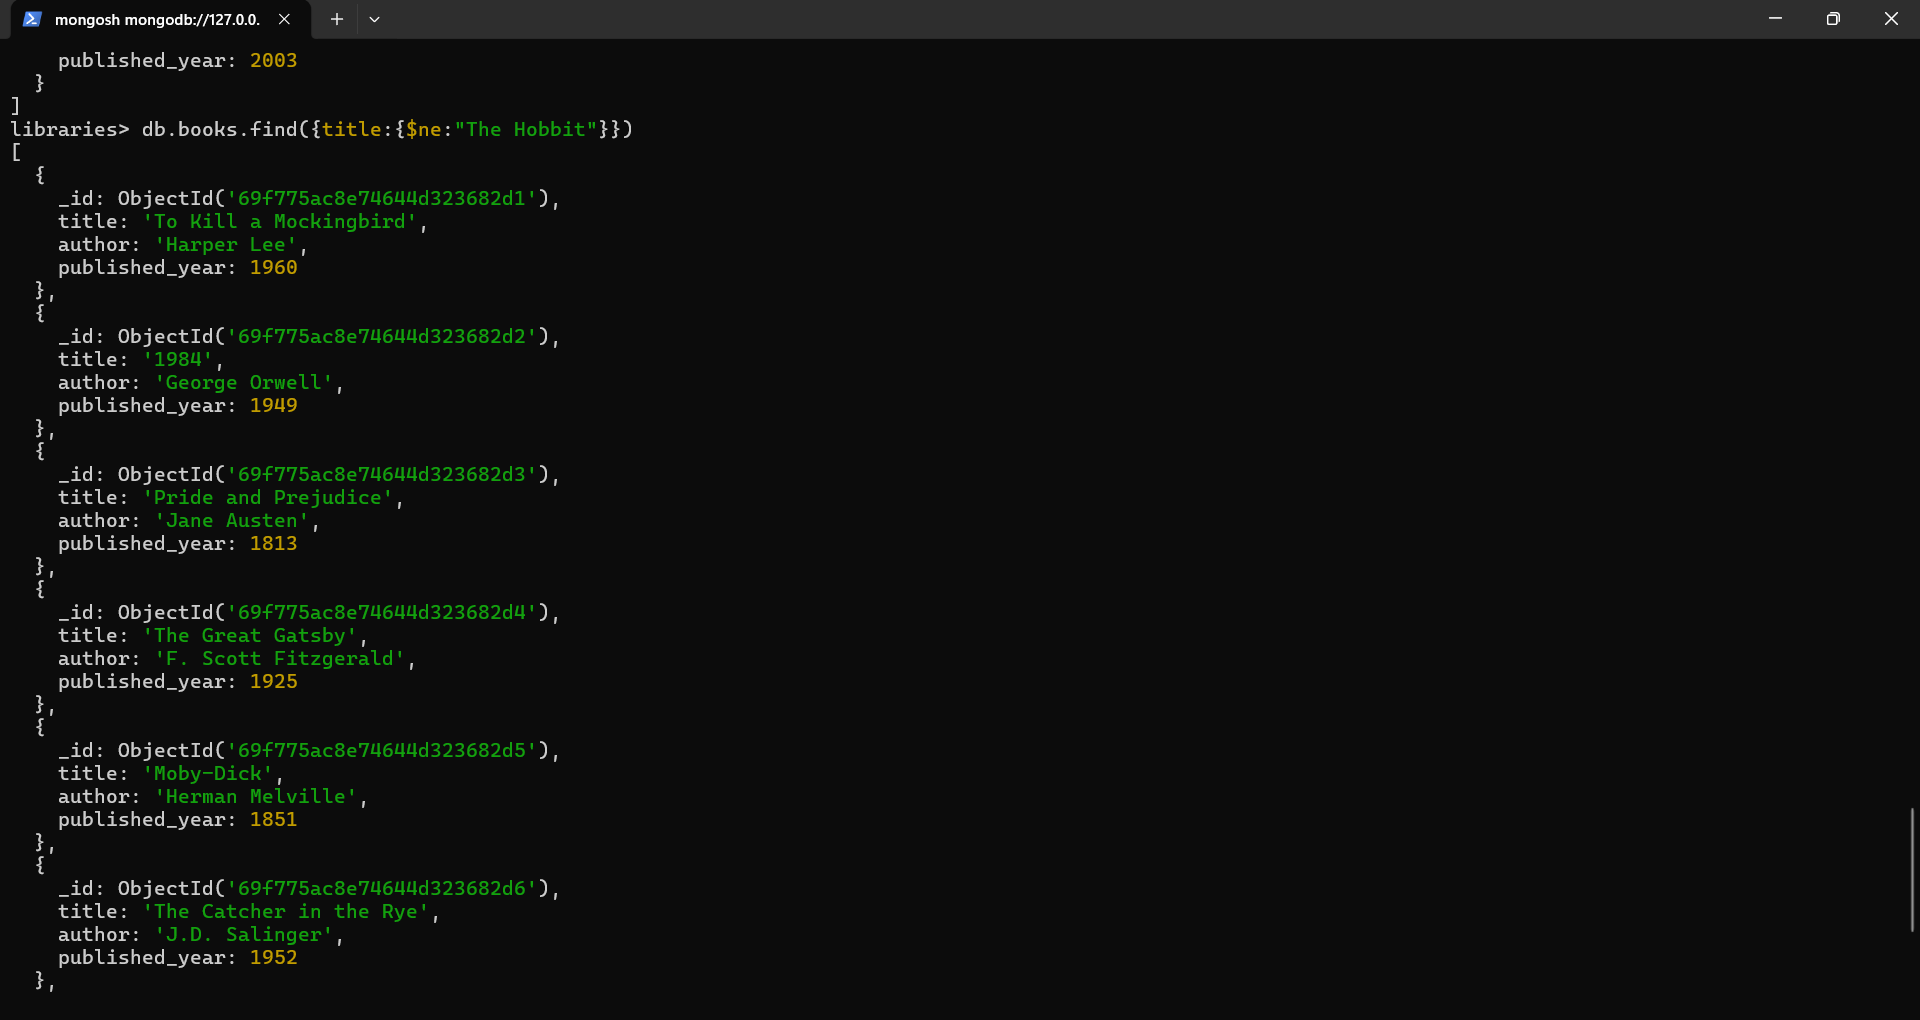 mongosh mongodb://127.0.0.
    published_year: 2003
  }
]
libraries> db.books.find({title:{$ne:"The Hobbit"}})
[
  {
    _id: ObjectId('69f775ac8e74644d323682d1'),
    title: 'To Kill a Mockingbird',
    author: 'Harper Lee',
    published_year: 1960
  },
  {
    _id: ObjectId('69f775ac8e74644d323682d2'),
    title: '1984',
    author: 'George Orwell',
    published_year: 1949
  },
  {
    _id: ObjectId('69f775ac8e74644d323682d3'),
    title: 'Pride and Prejudice',
    author: 'Jane Austen',
    published_year: 1813
  },
  {
    _id: ObjectId('69f775ac8e74644d323682d4'),
    title: 'The Great Gatsby',
    author: 'F. Scott Fitzgerald',
    published_year: 1925
  },
  {
    _id: ObjectId('69f775ac8e74644d323682d5'),
    title: 'Moby-Dick',
    author: 'Herman Melville',
    published_year: 1851
  },
  {
    _id: ObjectId('69f775ac8e74644d323682d6'),
    title: 'The Catcher in the Rye',
    author: 'J.D. Salinger',
    published_year: 1952
  },